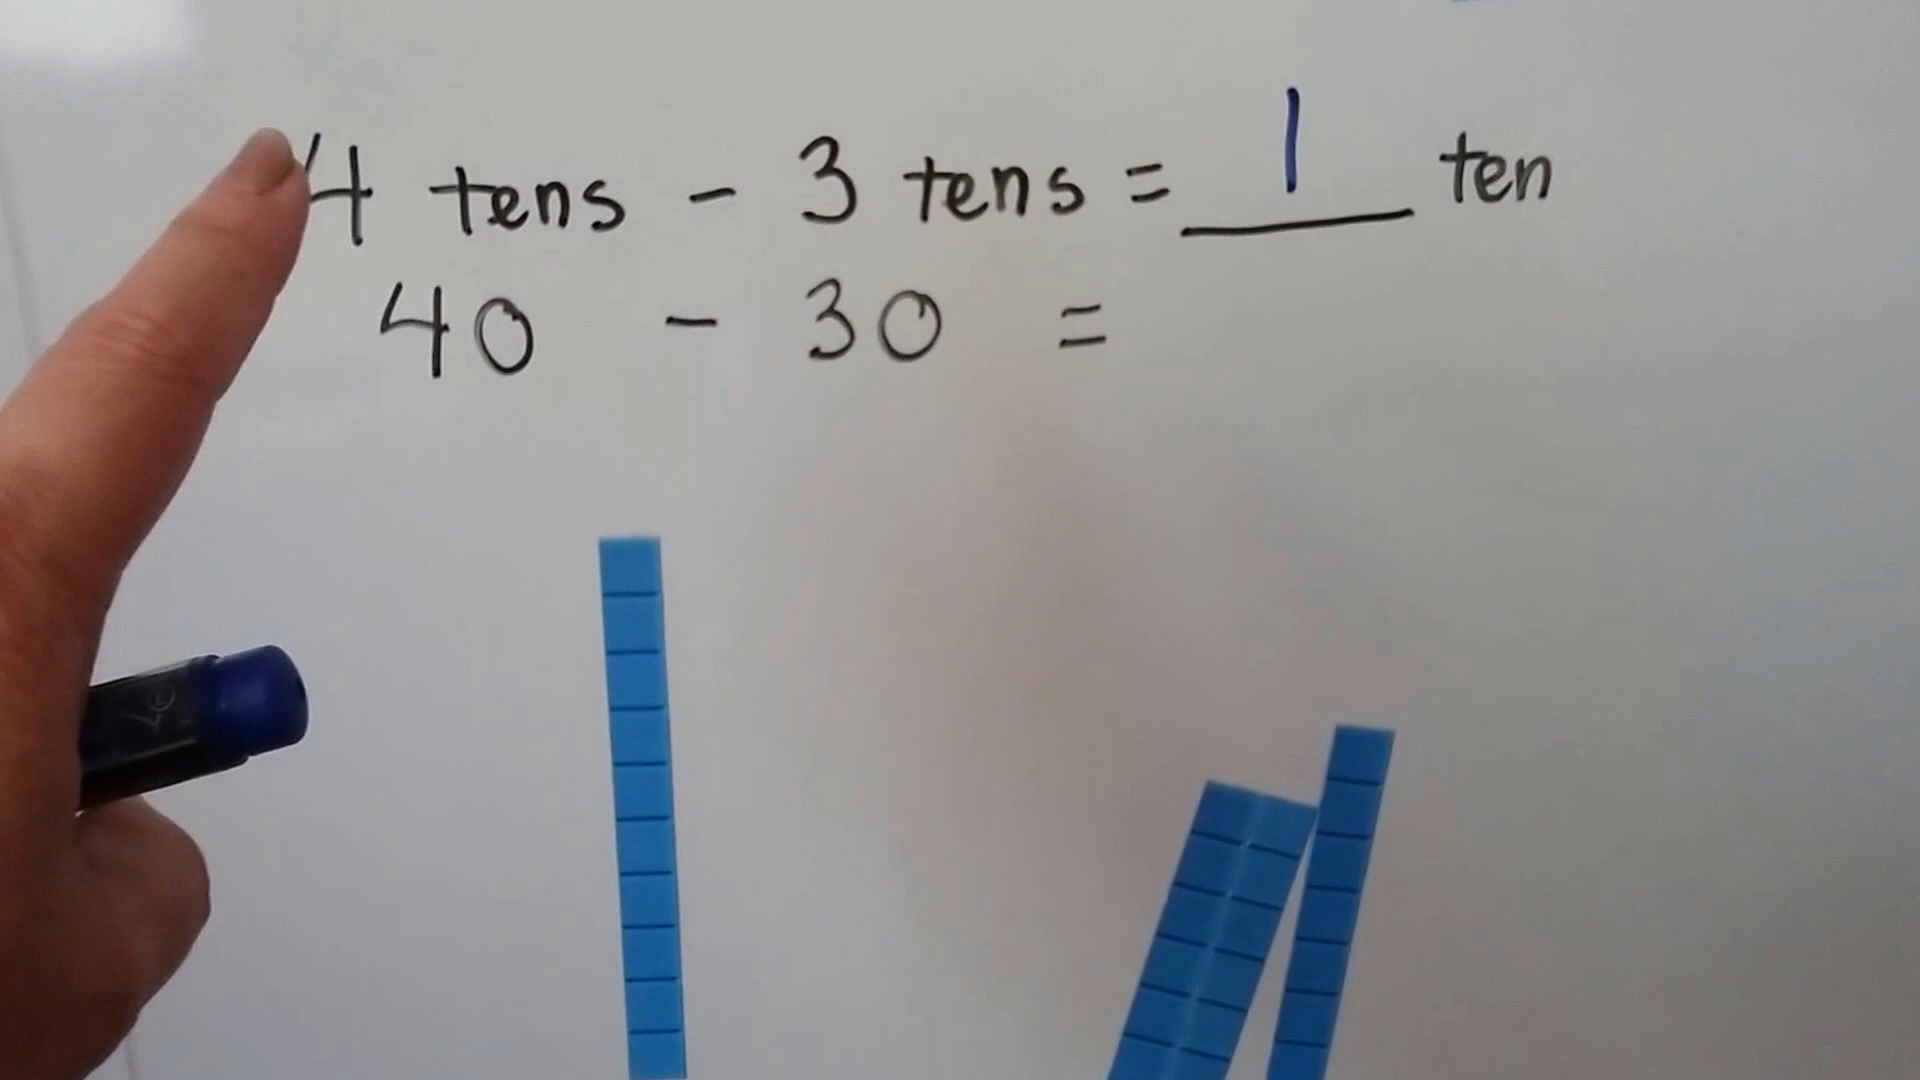 4 tens - 3 tens = 1 ten
40 - 30 =